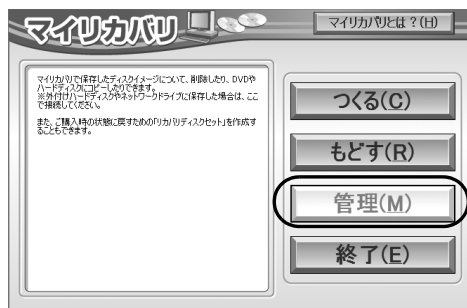 マイリカバリ
マイリカバリとは？(H)
マイリカバリで保存したディスクイメージについて、削除したり、DVDや
ハードディスクにコピーしたりできます。
※外付けハードディスクやネットワークドライブに保存した場合は、ここ
で接続してください。
また、ご購入時の状態に戻すための「リカバリディスクセット」を作成す
ることもできます。
つくる(C)
もどす(R)
管理(M)
終了(E)